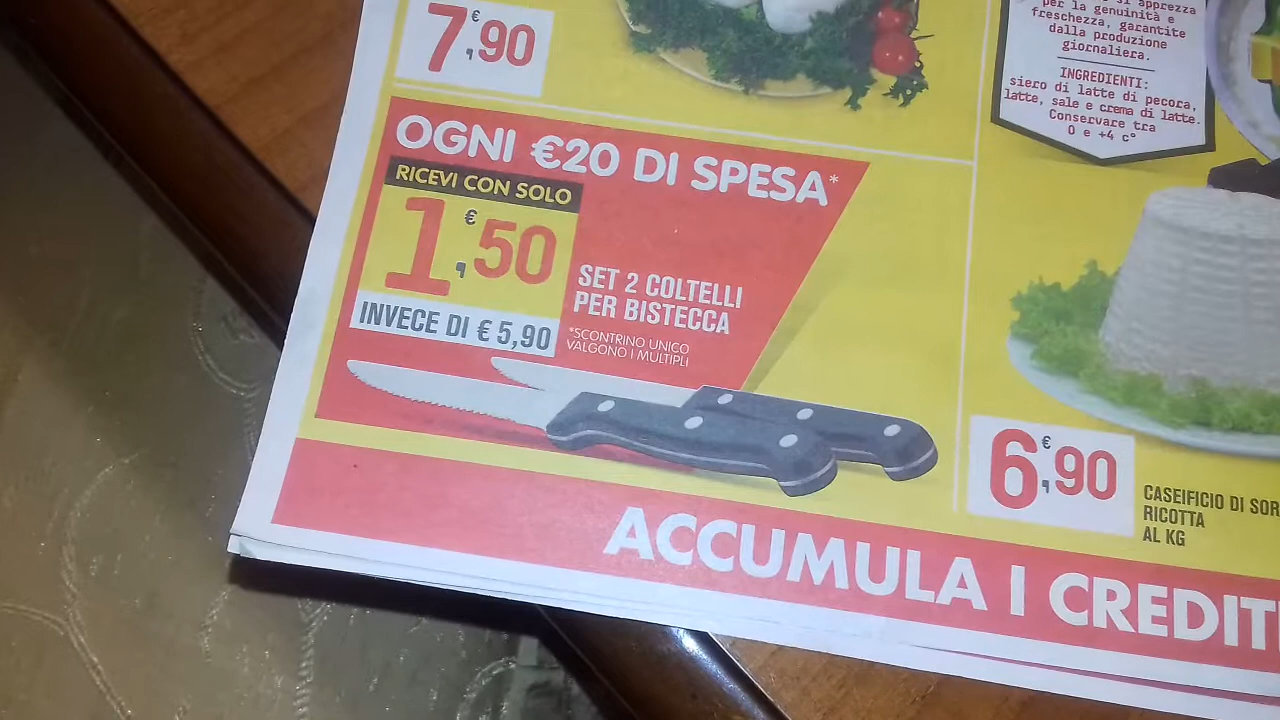 7,€90
OGNI €20 DI SPESA*
RICEVI CON SOLO
1,€50
INVECE DI € 5,90
SET 2 COLTELLI
PER BISTECCA
*SCONTRINO UNICO
VALGONO I MULTIPLI
apprezza
per la genuinità e
freschezza, garantite
dalla produzione
giornaliera.
INGREDIENTI:
siero di latte di pecora,
latte, sale e crema di latte.
Conservare tra
0 e +4 c°
6,€90
CASEIFICIO DI SOR
RICOTTA
AL KG
ACCUMULA I CREDIT